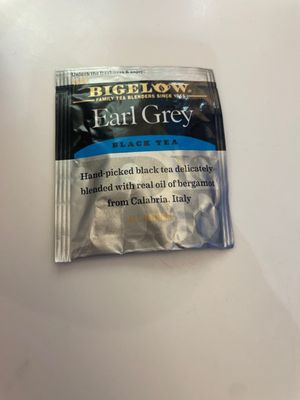 BIGELOW
FAMILY TEA BLENDERS SINCE
Earl Grey
BLACK TEA
Hand-picked black tea delicately
blended with real oil of bergamot
from Calabria, Italy